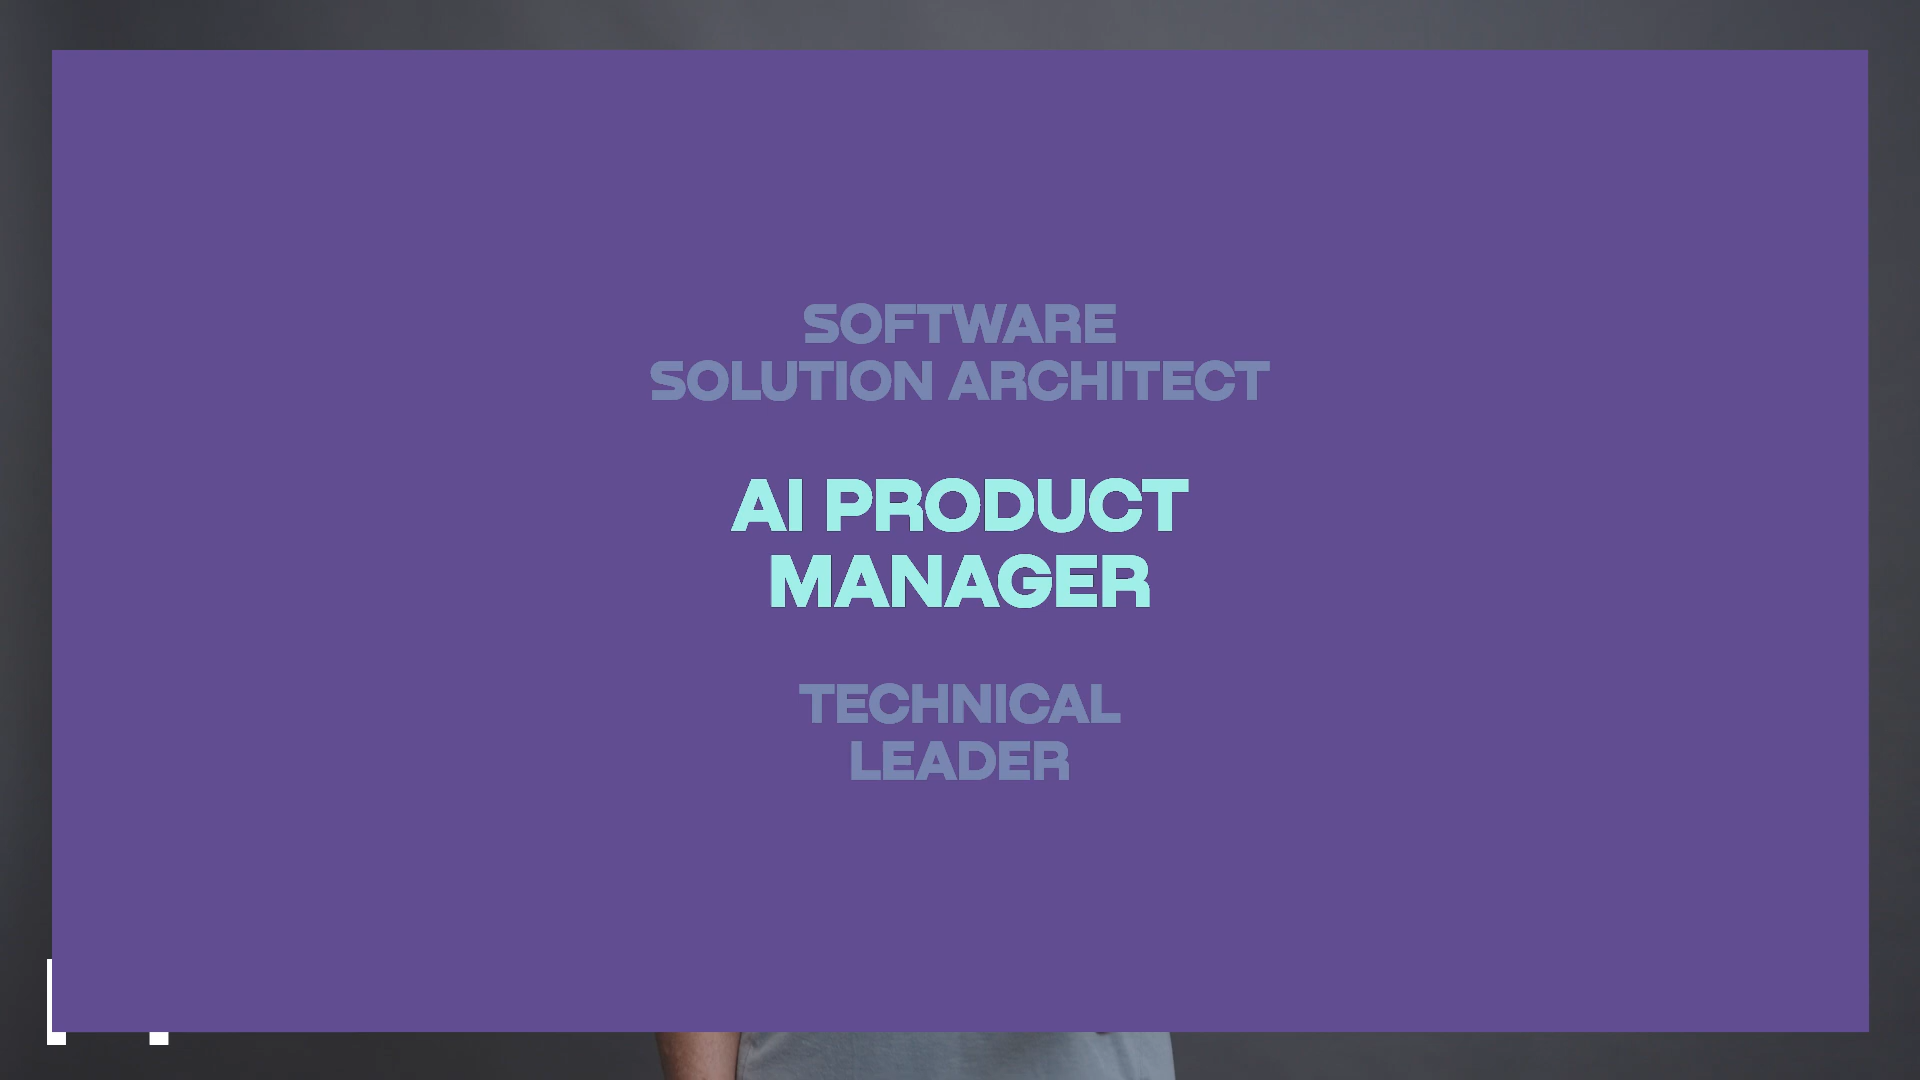 SOFTWARE
SOLUTION ARCHITECT
AI PRODUCT
MANAGER
TECHNICAL
LEADER